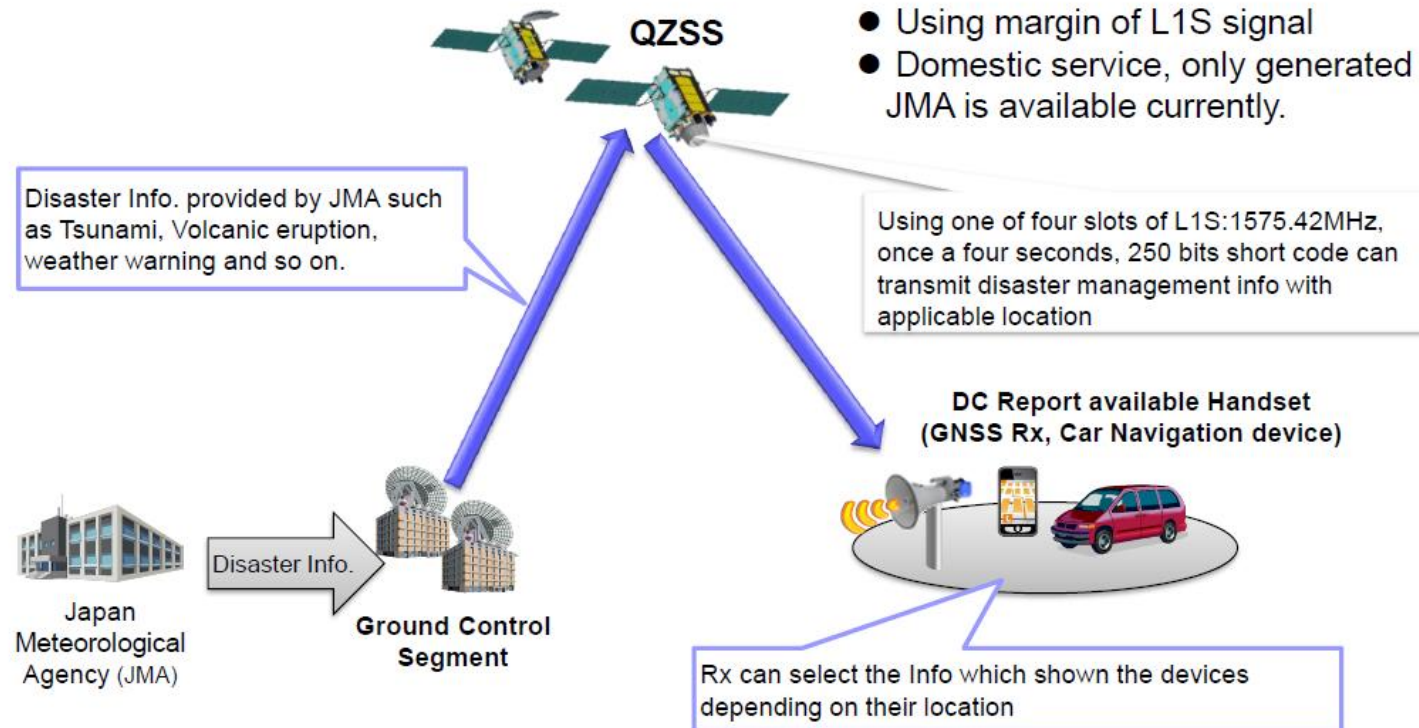 QZSS
● Using margin of L1S signal
● Domestic service, only generated
JMA is available currently.
Disaster Info. provided by JMA such
as Tsunami, Volcanic eruption,
weather warning and so on.
Using one of four slots of L1S:1575.42MHz,
once a four seconds, 250 bits short code can
transmit disaster management info with
applicable location
DC Report available Handset
(GNSS Rx, Car Navigation device)
Disaster Info.
Japan
Meteorological
Agency (JMA)
Ground Control
Segment
Rx can select the Info which shown the devices
depending on their location